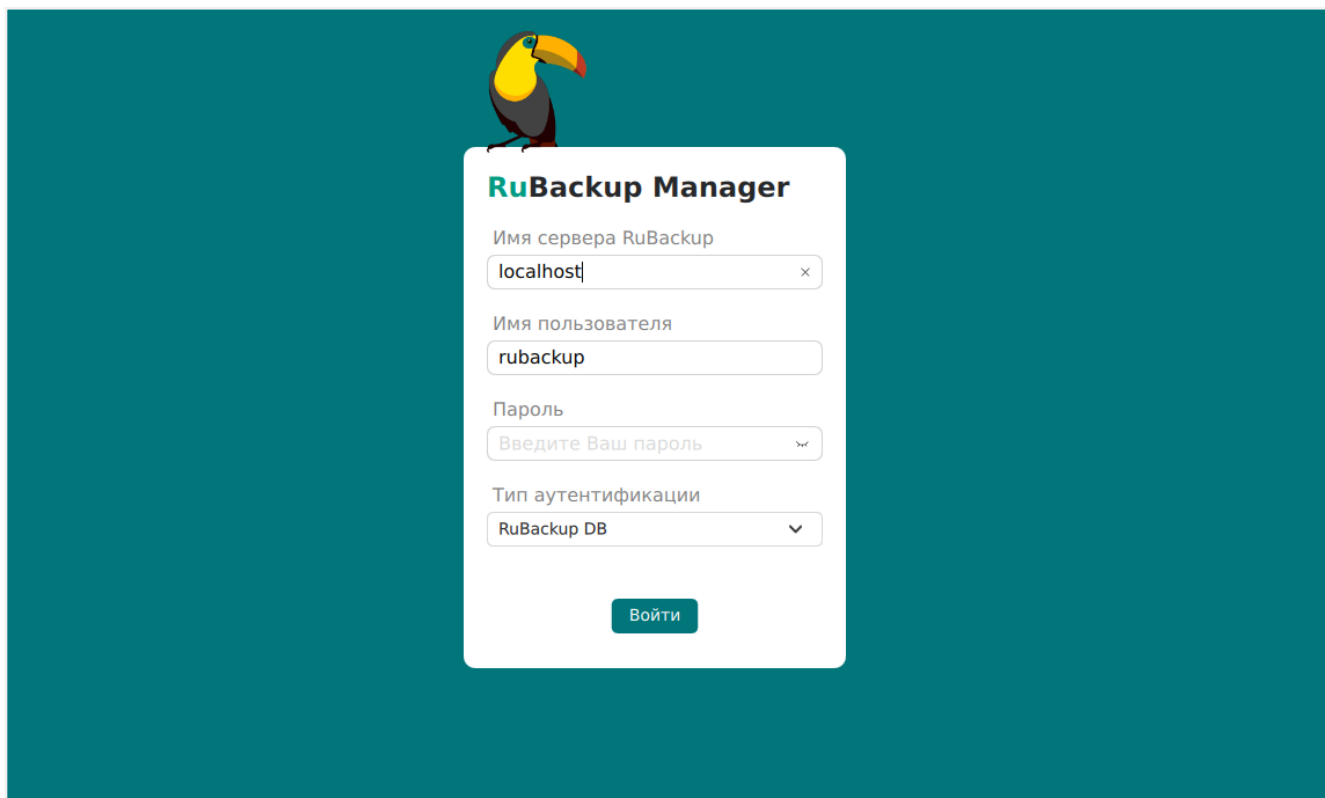 RuBackup Manager
Имя сервера RuBackup
localhost
Имя пользователя
rubackup
Пароль
Введите Ваш пароль
Тип аутентификации
RuBackup DB
Войти